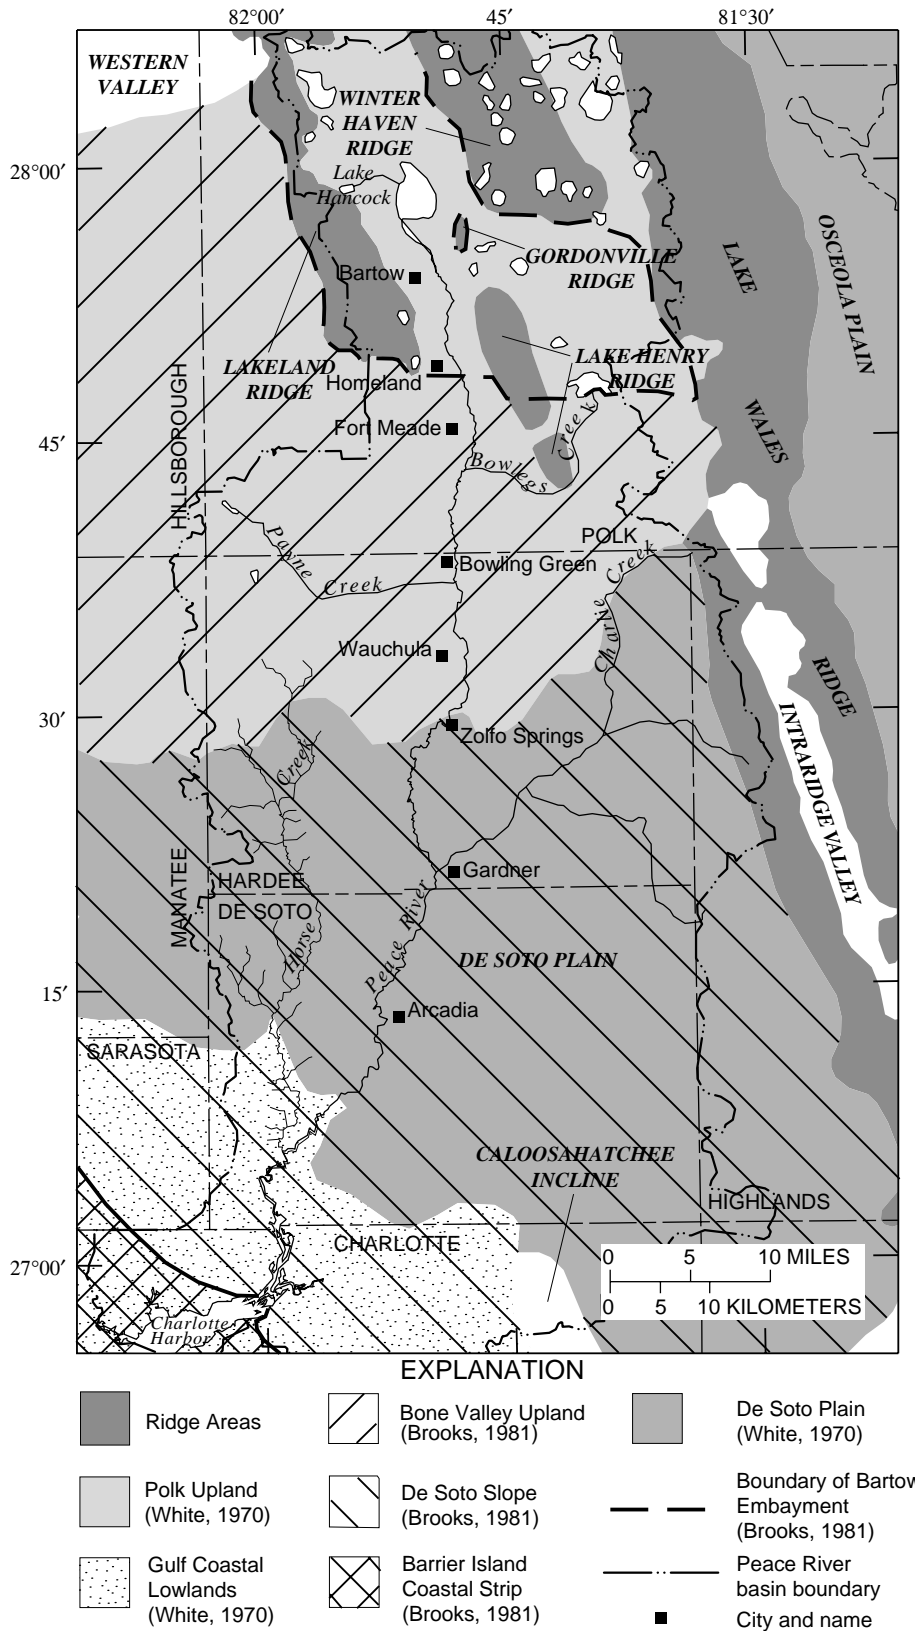 82°00′ 45′ 81°30′
WESTERN
VALLEY
WINTER
HAVEN
RIDGE
28°00′
Lake
Hancock
LAKE
OSCEOLA PLAIN
GORDONVILLE
RIDGE
Bartow
LAKELAND
RIDGE
LAKE HENRY
RIDGE
Homeland
HILLSBOROUGH
Fort Meade
45′
Creek
Bowlegs
WALES
Payne
Creek
POLK
Bowling Green
Creek
Charlie
Wauchula
RIDGE
30′
Zolfo Springs
Creek
INTRARIDGE VALLEY
MANATEE
HARDEE
DE SOTO
Gardner
Horse
Peace River
DE SOTO PLAIN
15′
Arcadia
SARASOTA
CALOOSAHATCHEE
INCLINE
HIGHLANDS
CHARLOTTE
27°00′
0 5 10 MILES
0 5 10 KILOMETERS
Charlotte
Harbor
EXPLANATION
Ridge Areas
Polk Upland
(White, 1970)
Gulf Coastal
Lowlands
(White, 1970)
Bone Valley Upland
(Brooks, 1981)
De Soto Slope
(Brooks, 1981)
Barrier Island
Coastal Strip
(Brooks, 1981)
De Soto Plain
(White, 1970)
Boundary of Bartow
Embayment
(Brooks, 1981)
Peace River
basin boundary
City and name